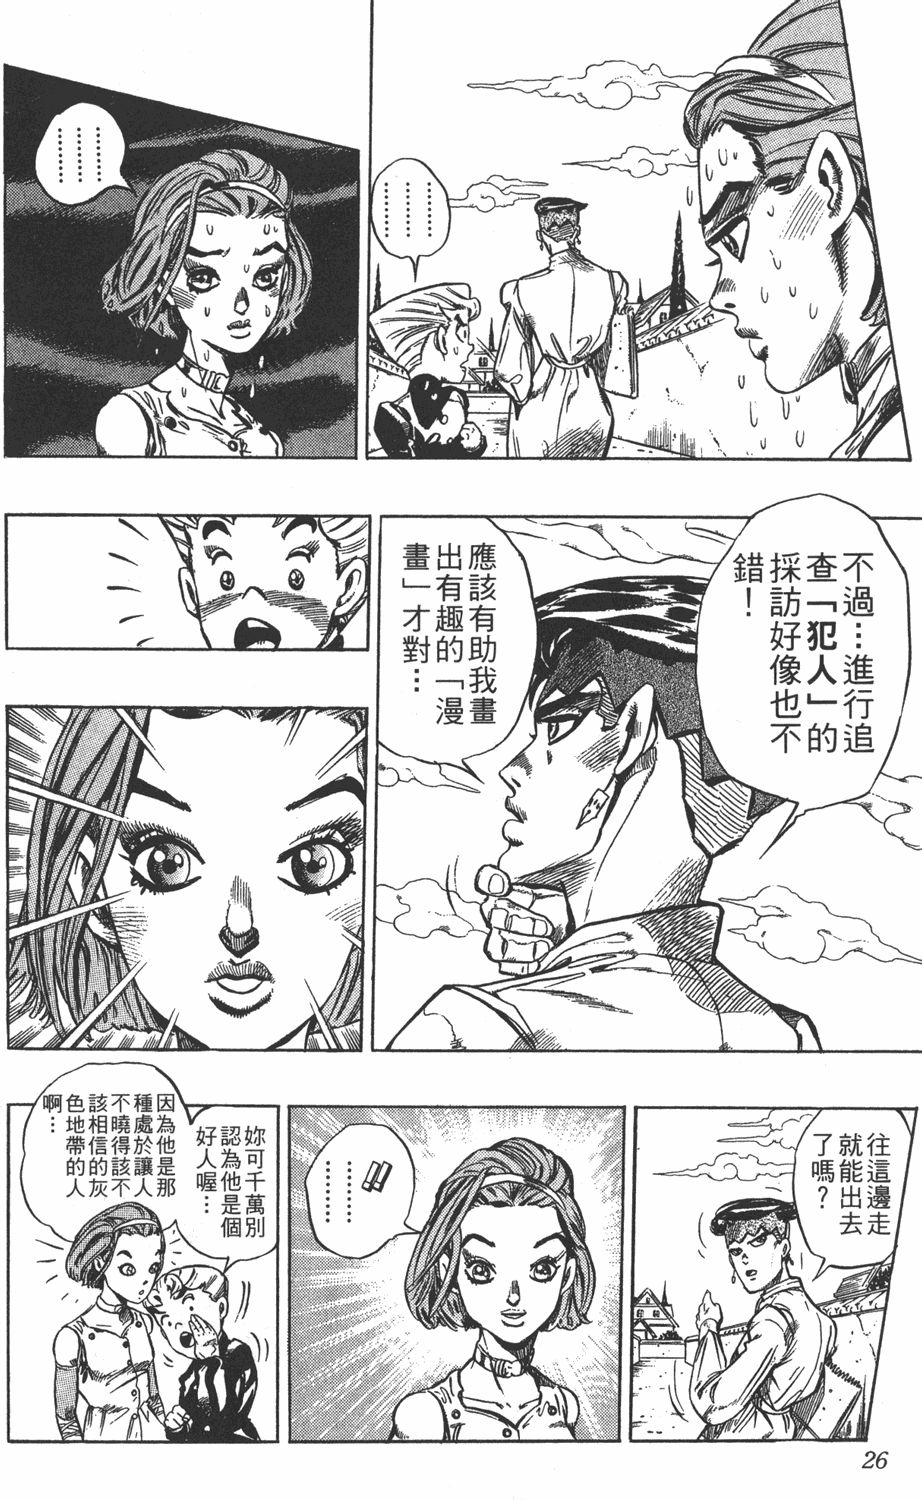 ………
………
………
………
不過…進行追
查「犯人」的
採訪好像也不
錯！
應該有助我畫
出有趣的「漫
畫」才對…
往這邊走
就能出去
了嗎？
!!
……
……
妳可千萬別
認為他是個
好人喔…
因為他是那
種處於讓人
不曉得該不
該相信的灰
色地帶的人
啊…
26